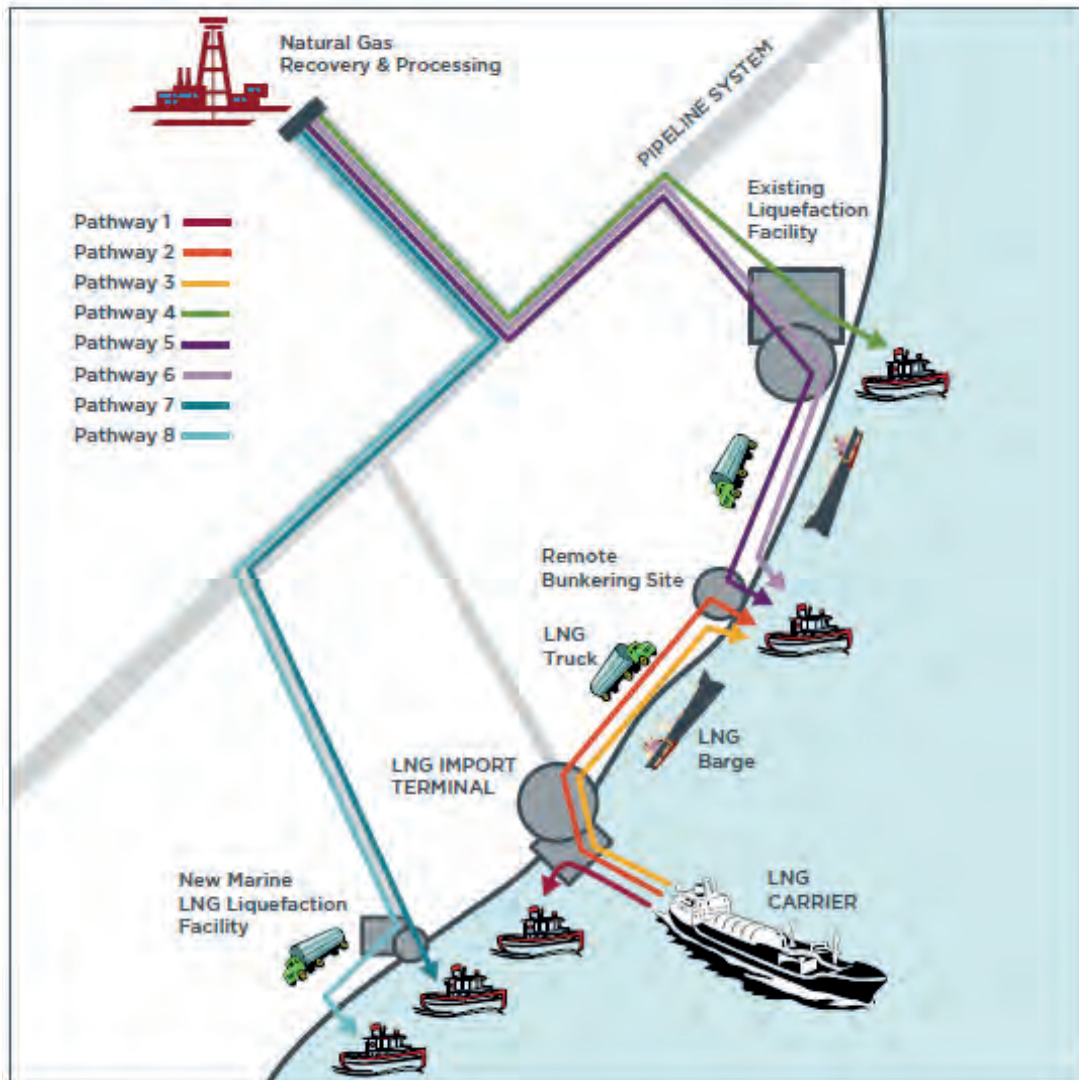 Natural Gas
Recovery & Processing
PIPELINE SYSTEM
Existing
Liquefaction
Facility
Pathway 1
Pathway 2
Pathway 3
Pathway 4
Pathway 5
Pathway 6
Pathway 7
Pathway 8
Remote
Bunkering Site
LNG
Truck
LNG
Barge
LNG IMPORT
TERMINAL
New Marine
LNG Liquefaction
Facility
LNG
CARRIER